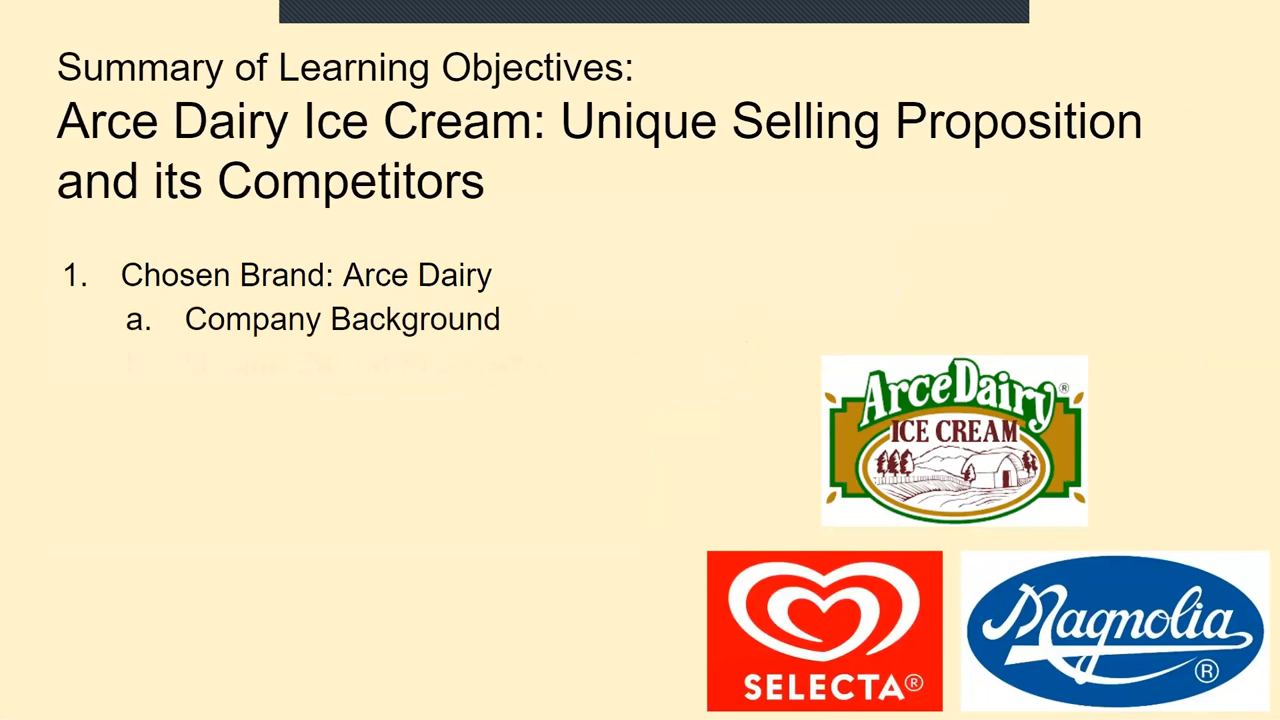 Summary of Learning Objectives:
Arce Dairy Ice Cream: Unique Selling Proposition
and its Competitors
1. Chosen Brand: Arce Dairy
a. Company Background
ArceDairy®
ICE CREAM
SELECTA®
Magnolia
®